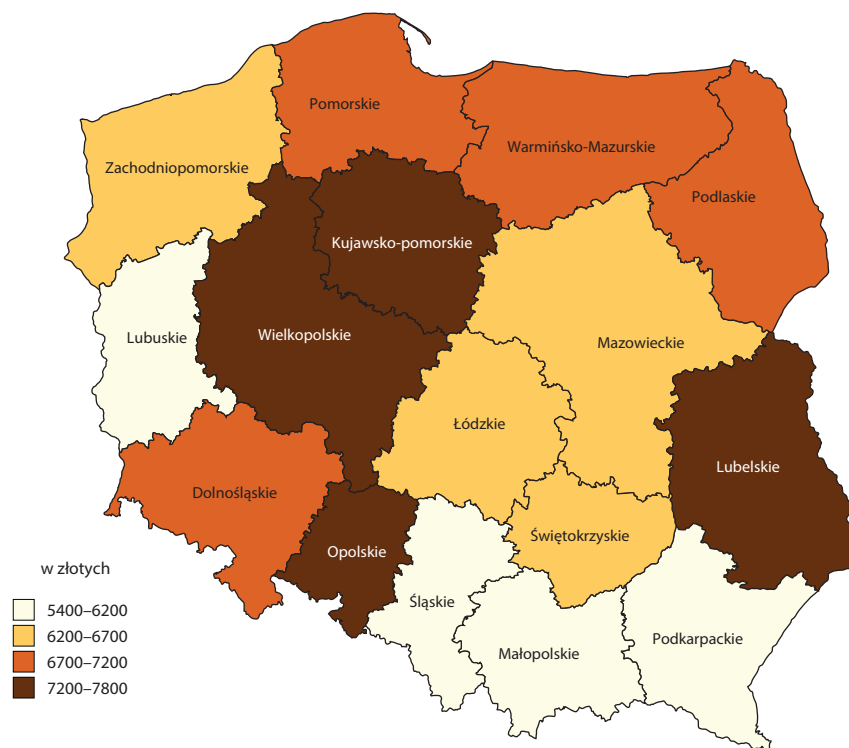 Pomorskie
Warmińsko-Mazurskie
Zachodniopomorskie
Podlaskie
Kujawsko-pomorskie
Lubuskie
Wielkopolskie
Mazowieckie
Łódzkie
Lubelskie
Dolnośląskie
Świętokrzyskie
Opolskie
Śląskie
Małopolskie
Podkarpackie
w złotych
5400–6200
6200–6700
6700–7200
7200–7800